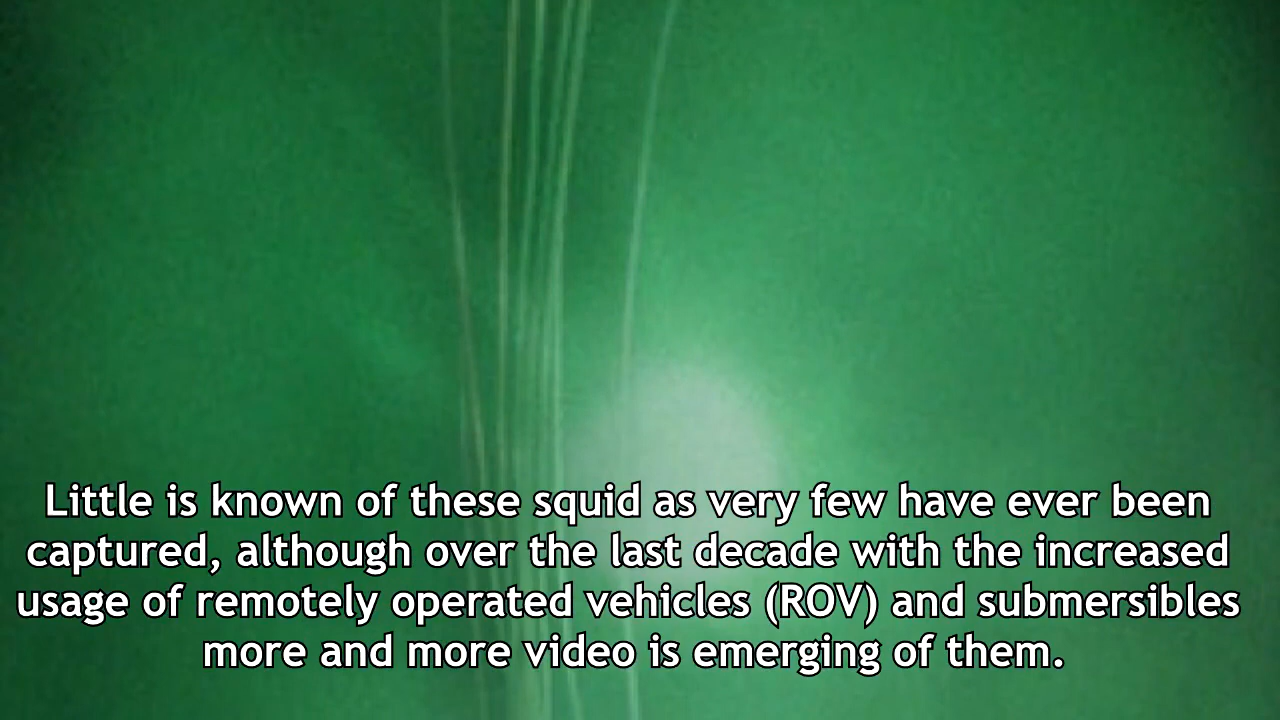 Little is known of these squid as very few have ever been
captured, although over the last decade with the increased
usage of remotely operated vehicles (ROV) and submersibles
more and more video is emerging of them.